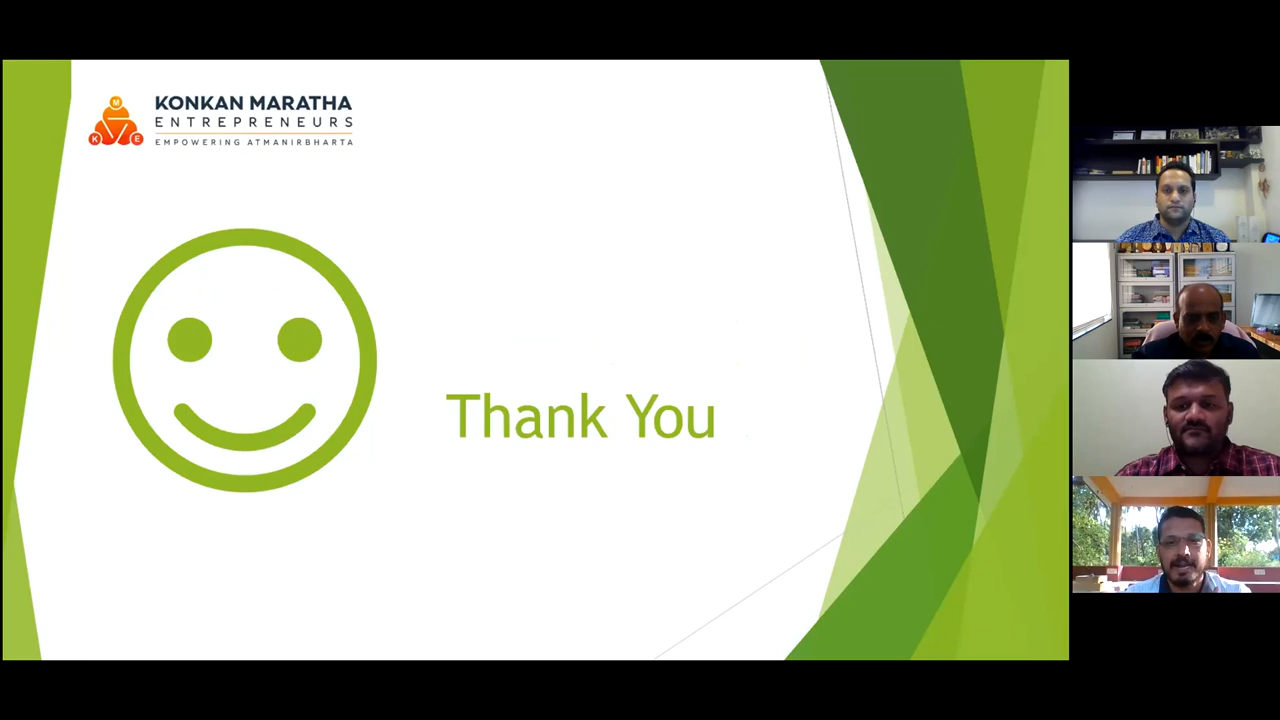 M
K E
KONKAN MARATHA
ENTREPRENEURS
EMPOWERING ATMANIRBHARTA
Thank You